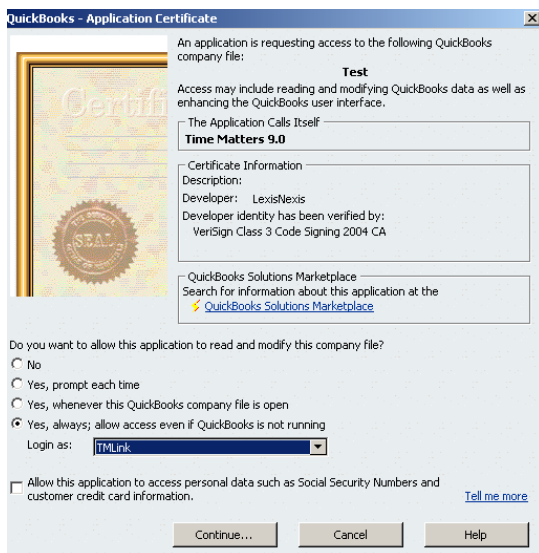 QuickBooks - Application Certificate
An application is requesting access to the following QuickBooks
company file:
Test
Access may include reading and modifying QuickBooks data as well as
enhancing the QuickBooks user interface.
The Application Calls Itself
Time Matters 9.0
Certificate Information
Description:
Developer: LexisNexis
Developer identity has been verified by:
VeriSign Class 3 Code Signing 2004 CA
QuickBooks Solutions Marketplace
Search for information about this application at the
QuickBooks Solutions Marketplace
Certifi
SEAL
Do you want to allow this application to read and modify this company file?
No
Yes, prompt each time
Yes, whenever this QuickBooks company file is open
Yes, always; allow access even if QuickBooks is not running
Login as: TMLink
Allow this application to access personal data such as Social Security Numbers and
customer credit card information.
Tell me more
Continue... Cancel Help